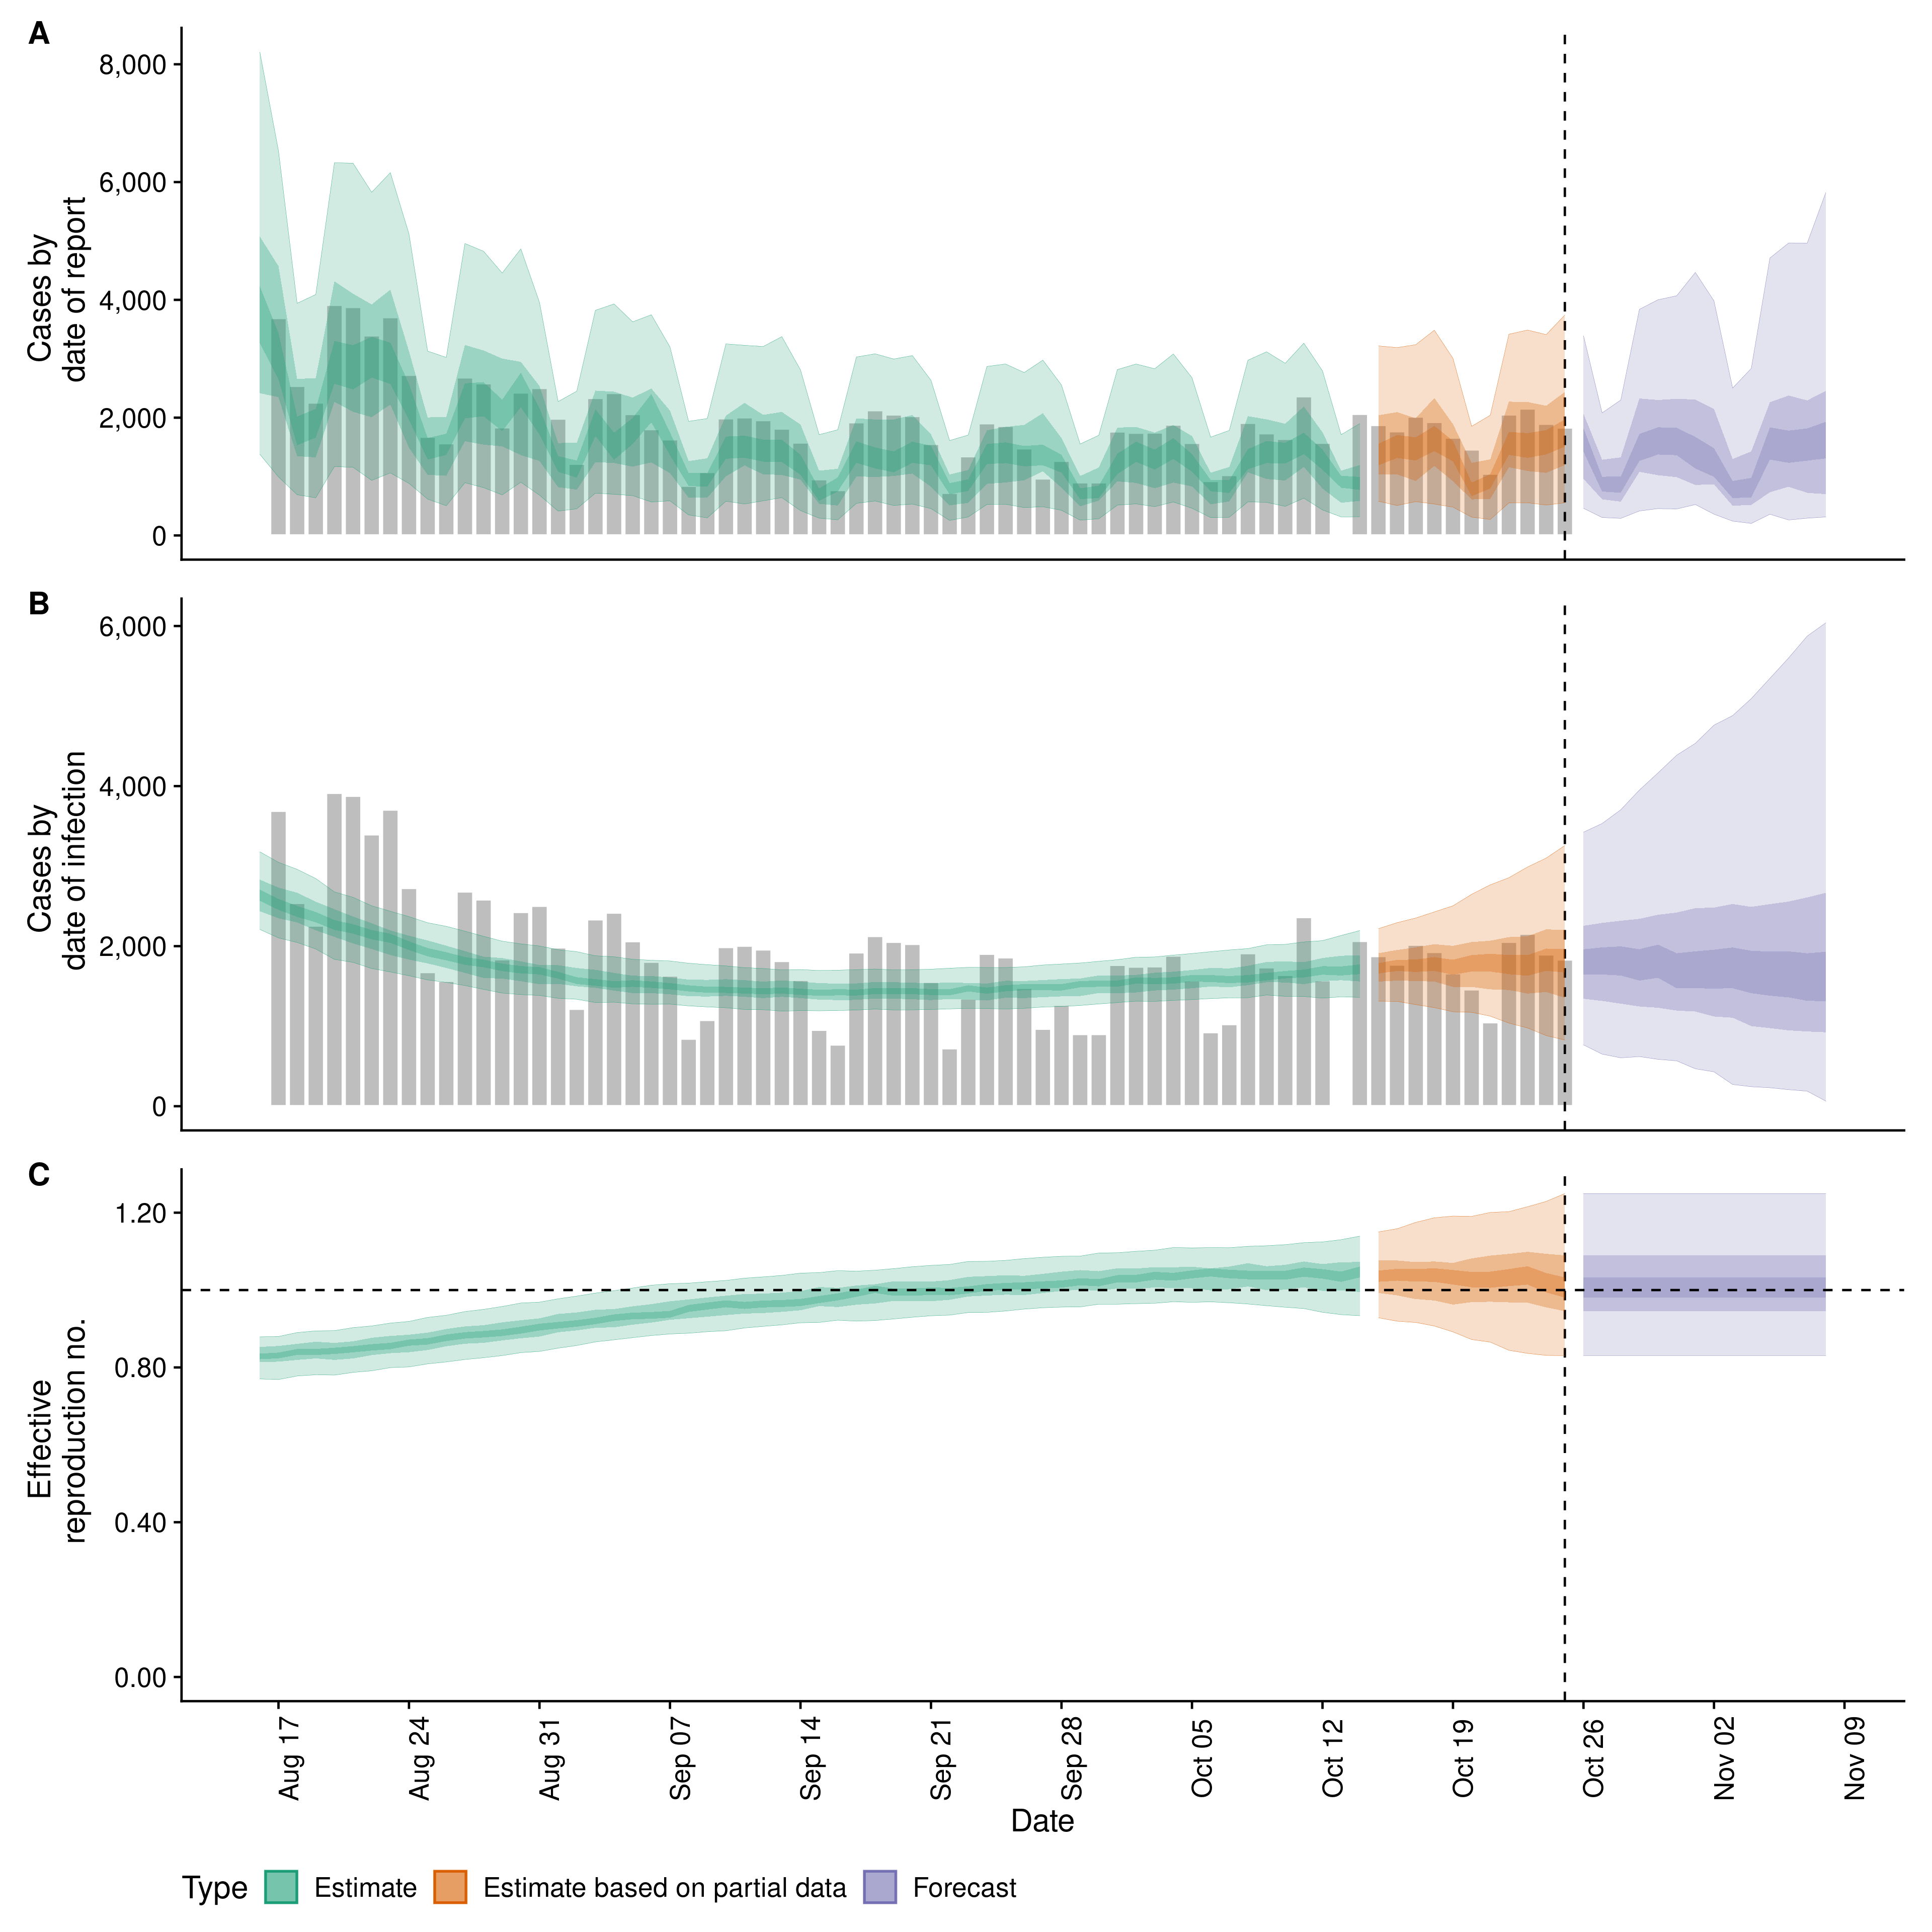 A
8,000
6,000
4,000
2,000
0
Cases by
date of report
B
6,000
4,000
2,000
0
Cases by
date of infection
C
1.20
0.80
0.40
0.00
Effective
reproduction no.
Aug 17
Aug 24
Aug 31
Sep 07
Sep 14
Sep 21
Sep 28
Oct 05
Oct 12
Oct 19
Oct 26
Nov 02
Nov 09
Date
Type Estimate Estimate based on partial data Forecast